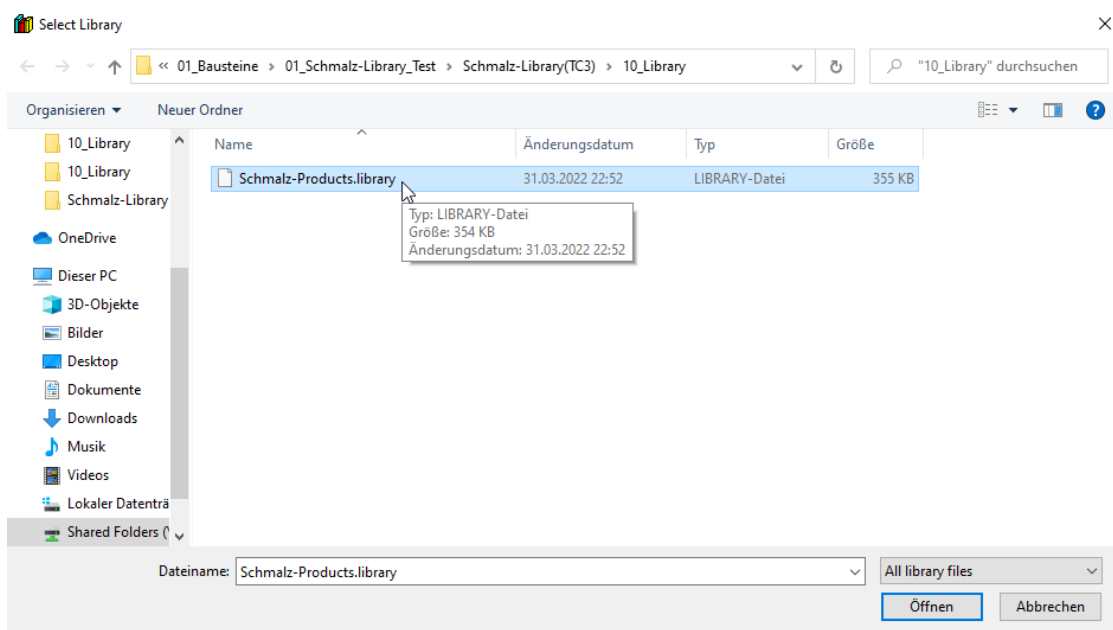 Select Library
« 01_Bausteine › 01_Schmalz-Library_Test › Schmalz-Library(TC3) › 10_Library
"10_Library" durchsuchen
Organisieren
Neuer Ordner
Name
Änderungsdatum
Typ
Größe
10_Library
10_Library
Schmalz-Library
OneDrive
Dieser PC
3D-Objekte
Bilder
Desktop
Dokumente
Downloads
Musik
Videos
Lokaler Datenträ
Shared Folders (
Schmalz-Products.library
31.03.2022 22:52
LIBRARY-Datei
355 KB
Typ: LIBRARY-Datei
Größe: 354 KB
Änderungsdatum: 31.03.2022 22:52
Dateiname:
Schmalz-Products.library
All library files
Öffnen
Abbrechen